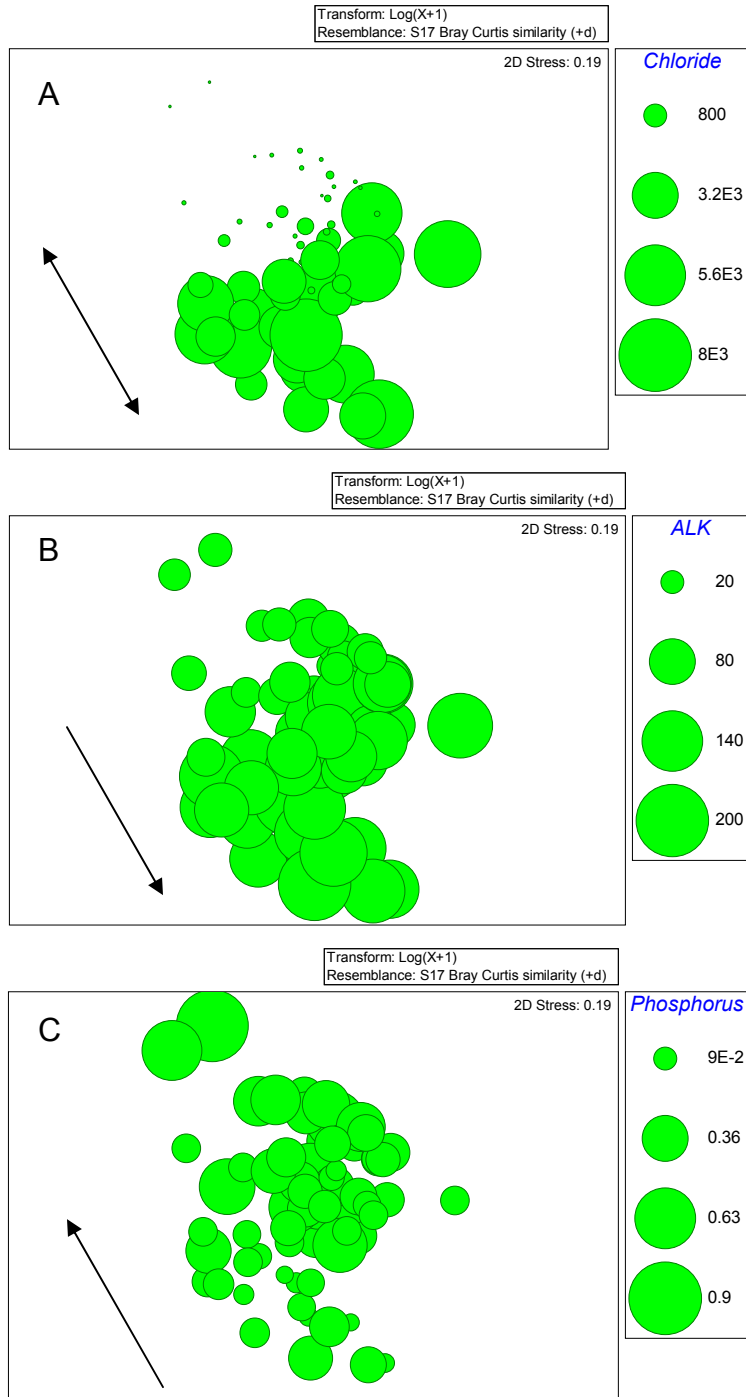 Transform: Log(X+1)
Resemblance: S17 Bray Curtis similarity (+d)
A
2D Stress: 0.19
Chloride
800
3.2E3
5.6E3
8E3
Transform: Log(X+1)
Resemblance: S17 Bray Curtis similarity (+d)
B
2D Stress: 0.19
ALK
20
80
140
200
Transform: Log(X+1)
Resemblance: S17 Bray Curtis similarity (+d)
C
2D Stress: 0.19
Phosphorus
9E-2
0.36
0.63
0.9